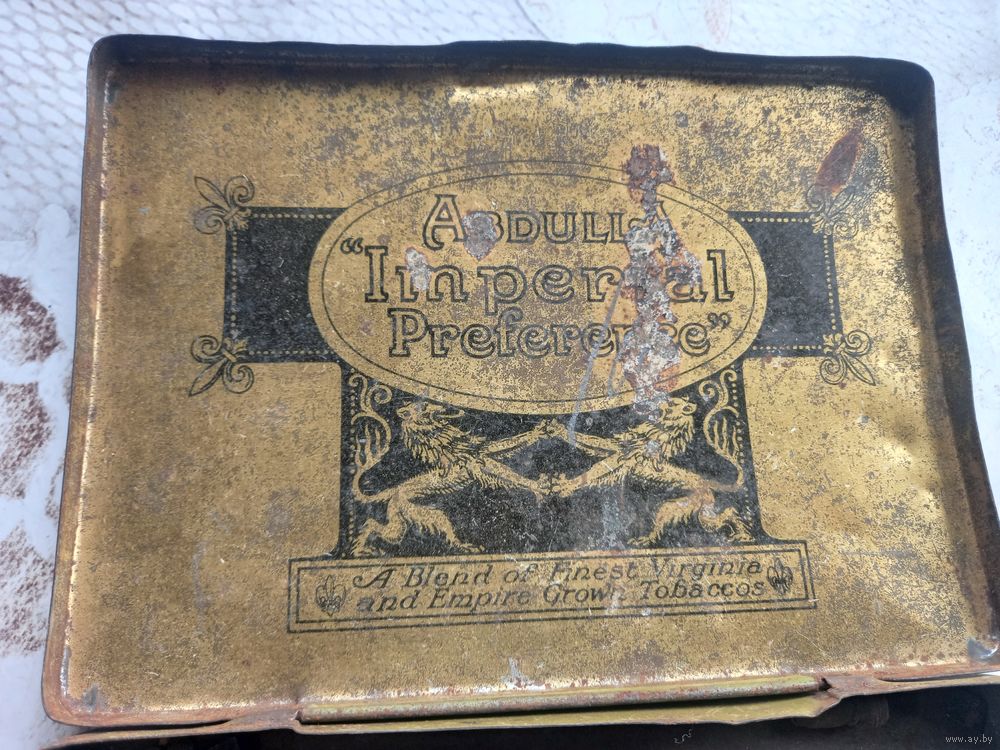 ABDULLA
“Imperial
Preference”
A Blend of Finest Virginia
and Empire Grown Tobaccos
www.ay.by